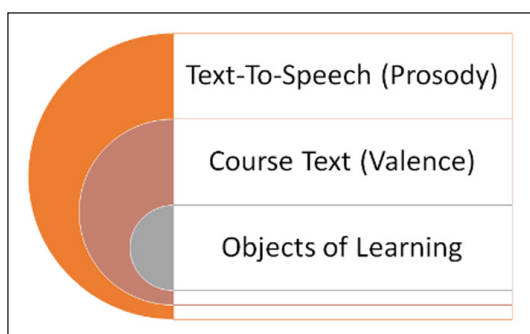 Text-To-Speech (Prosody)
Course Text (Valence)
Objects of Learning